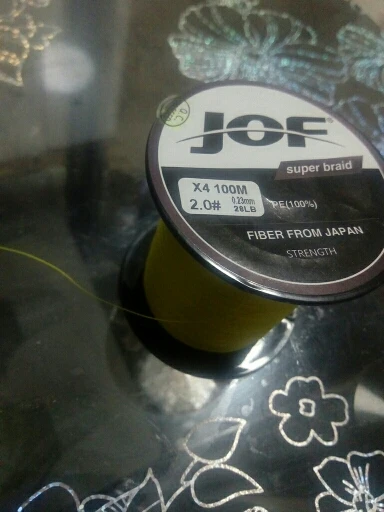 JOF
super braid
X4 100M
2.0# 0.23mm 28LB
PE(100%)
FIBER FROM JAPAN
STRENGTH